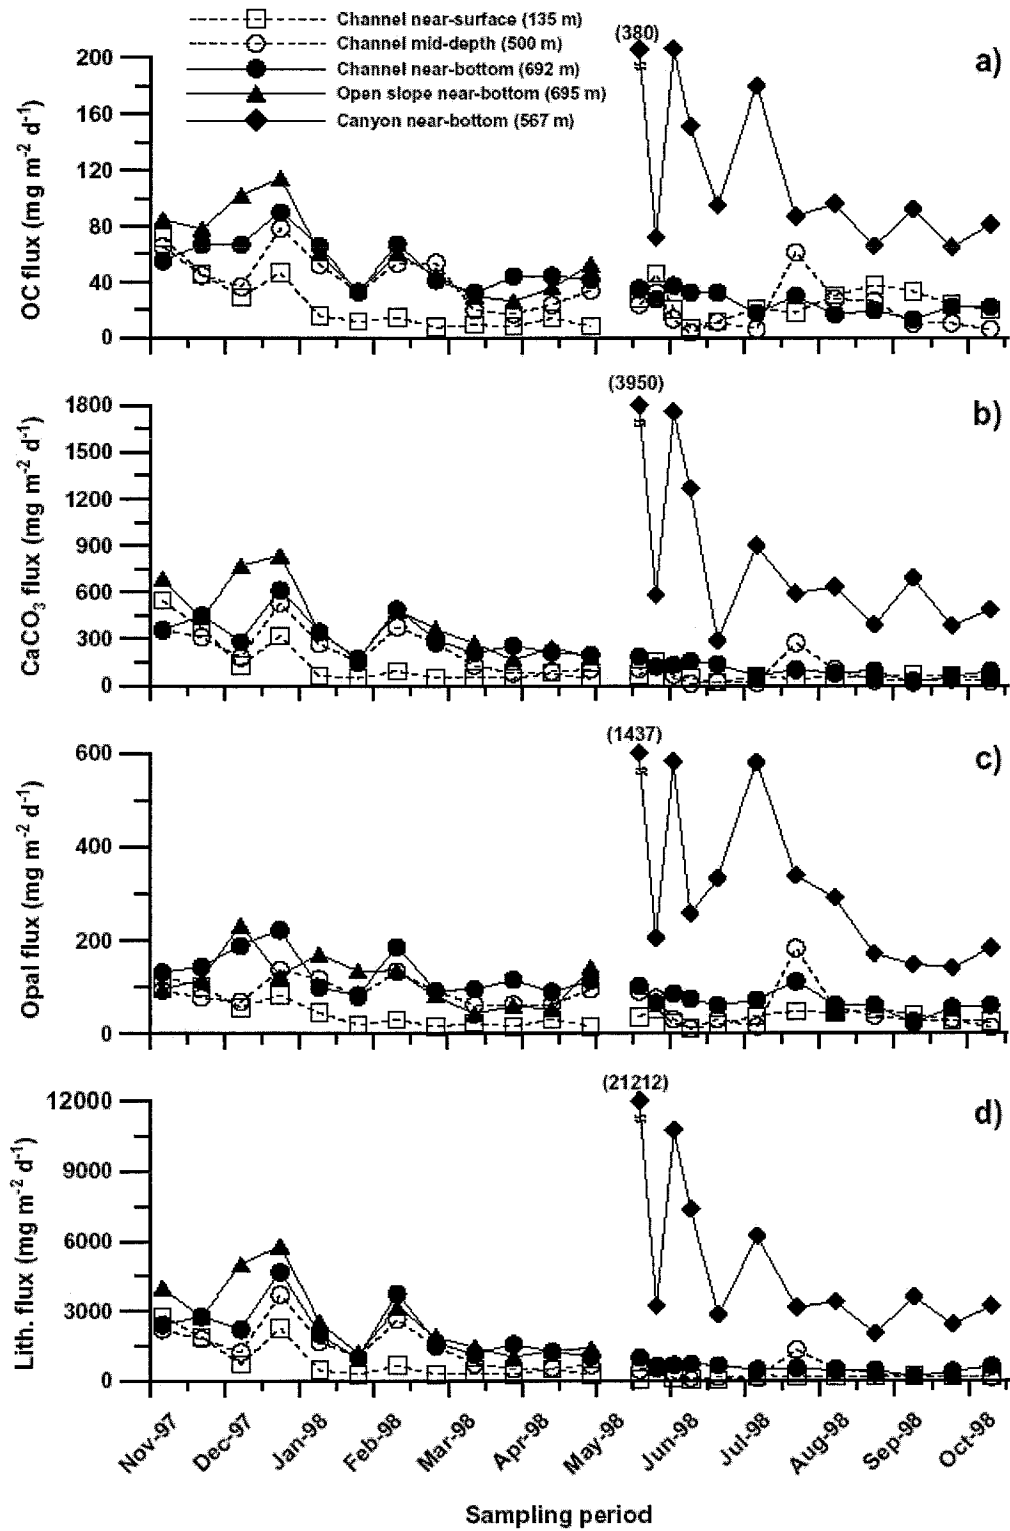 Channel near-surface (135 m)
Channel mid-depth (500 m)
Channel near-bottom (692 m)
Open slope near-bottom (695 m)
Canyon near-bottom (567 m)
(380)
a)
200
160
120
80
40
0
OC flux (mg m⁻² d⁻¹)
(3950)
b)
1800
1500
1200
900
600
300
0
CaCO₃ flux (mg m⁻² d⁻¹)
(1437)
c)
600
400
200
0
Opal flux (mg m⁻² d⁻¹)
(21212)
d)
12000
9000
6000
3000
0
Lith. flux (mg m⁻² d⁻¹)
Nov-97
Dec-97
Jan-98
Feb-98
Mar-98
Apr-98
May-98
Jun-98
Jul-98
Aug-98
Sep-98
Oct-98
Sampling period